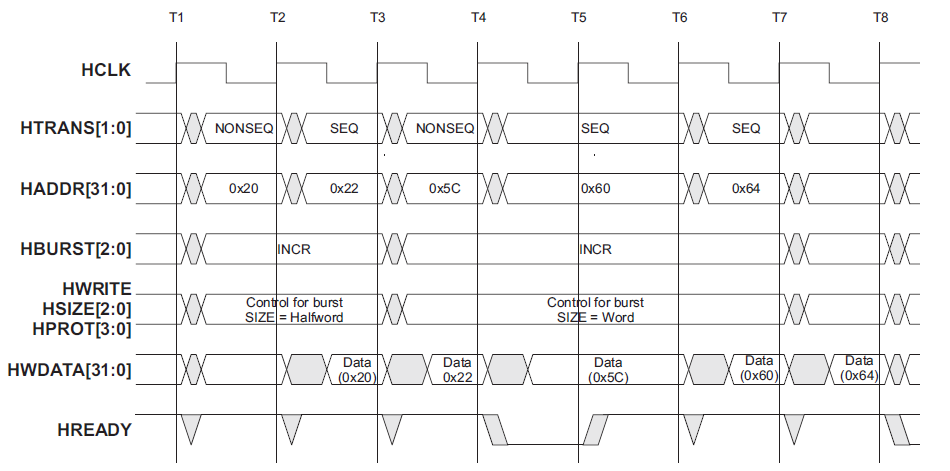 T1 T2 T3 T4 T5 T6 T7 T8
HCLK
HTRANS[1:0] NONSEQ SEQ NONSEQ SEQ SEQ
HADDR[31:0] 0x20 0x22 0x5C 0x60 0x64
HBURST[2:0] INCR INCR
HWRITE
HSIZE[2:0]
HPROT[3:0]
Control for burst
SIZE = Halfword
Control for burst
SIZE = Word
HWDATA[31:0]
Data
(0x20)
Data
0x22
Data
(0x5C)
Data
(0x60)
Data
(0x64)
HREADY